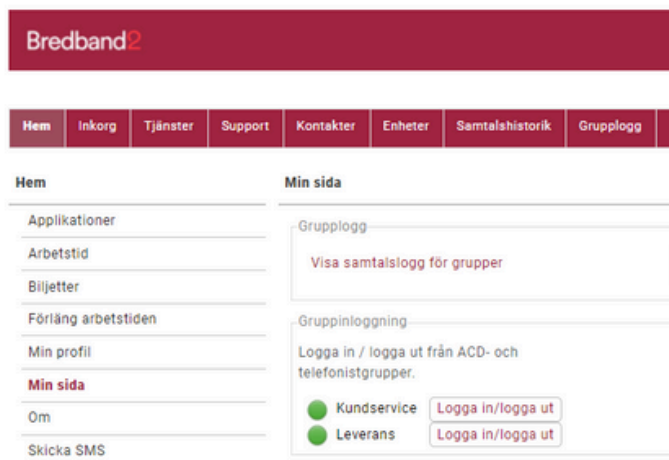 Bredband2
Hem Inkorg Tjänster Support Kontakter Enheter Samtalshistorik Grupplogg
Hem
Applikationer
Arbetstid
Biljetter
Förläng arbetstiden
Min profil
Min sida
Om
Skicka SMS
Min sida
Grupplogg
Visa samtalslogg för grupper
Gruppinloggning
Logga in / logga ut från ACD- och
telefonistgrupper.
Kundservice Logga in/logga ut
Leverans Logga in/logga ut